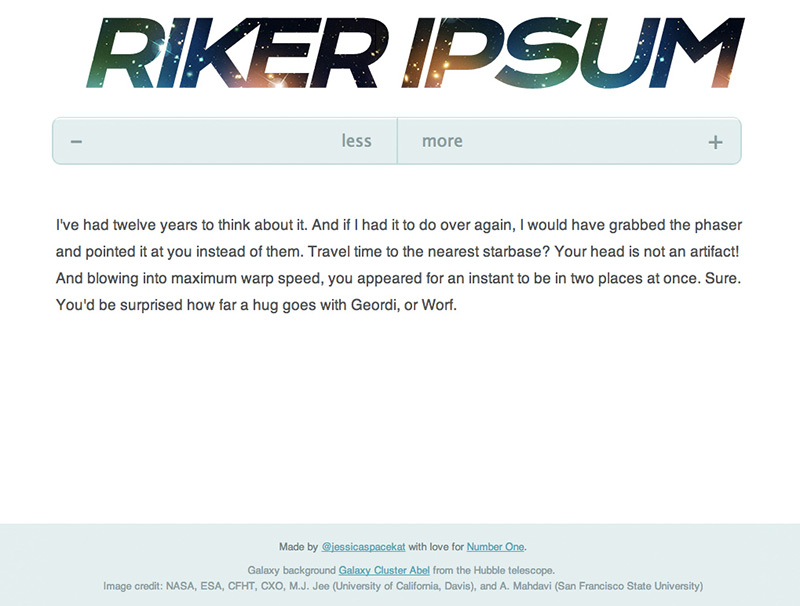 RIKER IPSUM
− less more +
I've had twelve years to think about it. And if I had it to do over again, I would have grabbed the phaser
and pointed it at you instead of them. Travel time to the nearest starbase? Your head is not an artifact!
And blowing into maximum warp speed, you appeared for an instant to be in two places at once. Sure.
You'd be surprised how far a hug goes with Geordi, or Worf.
Made by @jessicaspacekat with love for Number One.
Galaxy background Galaxy Cluster Abel from the Hubble telescope.
Image credit: NASA, ESA, CFHT, CXO, M.J. Jee (University of California, Davis), and A. Mahdavi (San Francisco State University)